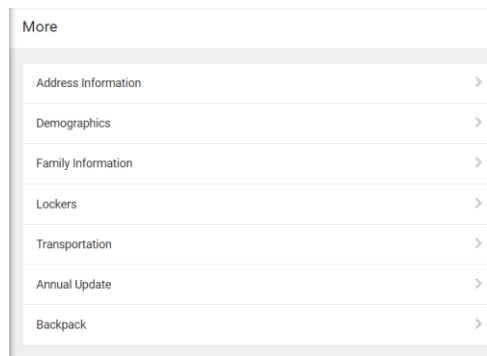 More
Address Information
Demographics
Family Information
Lockers
Transportation
Annual Update
Backpack